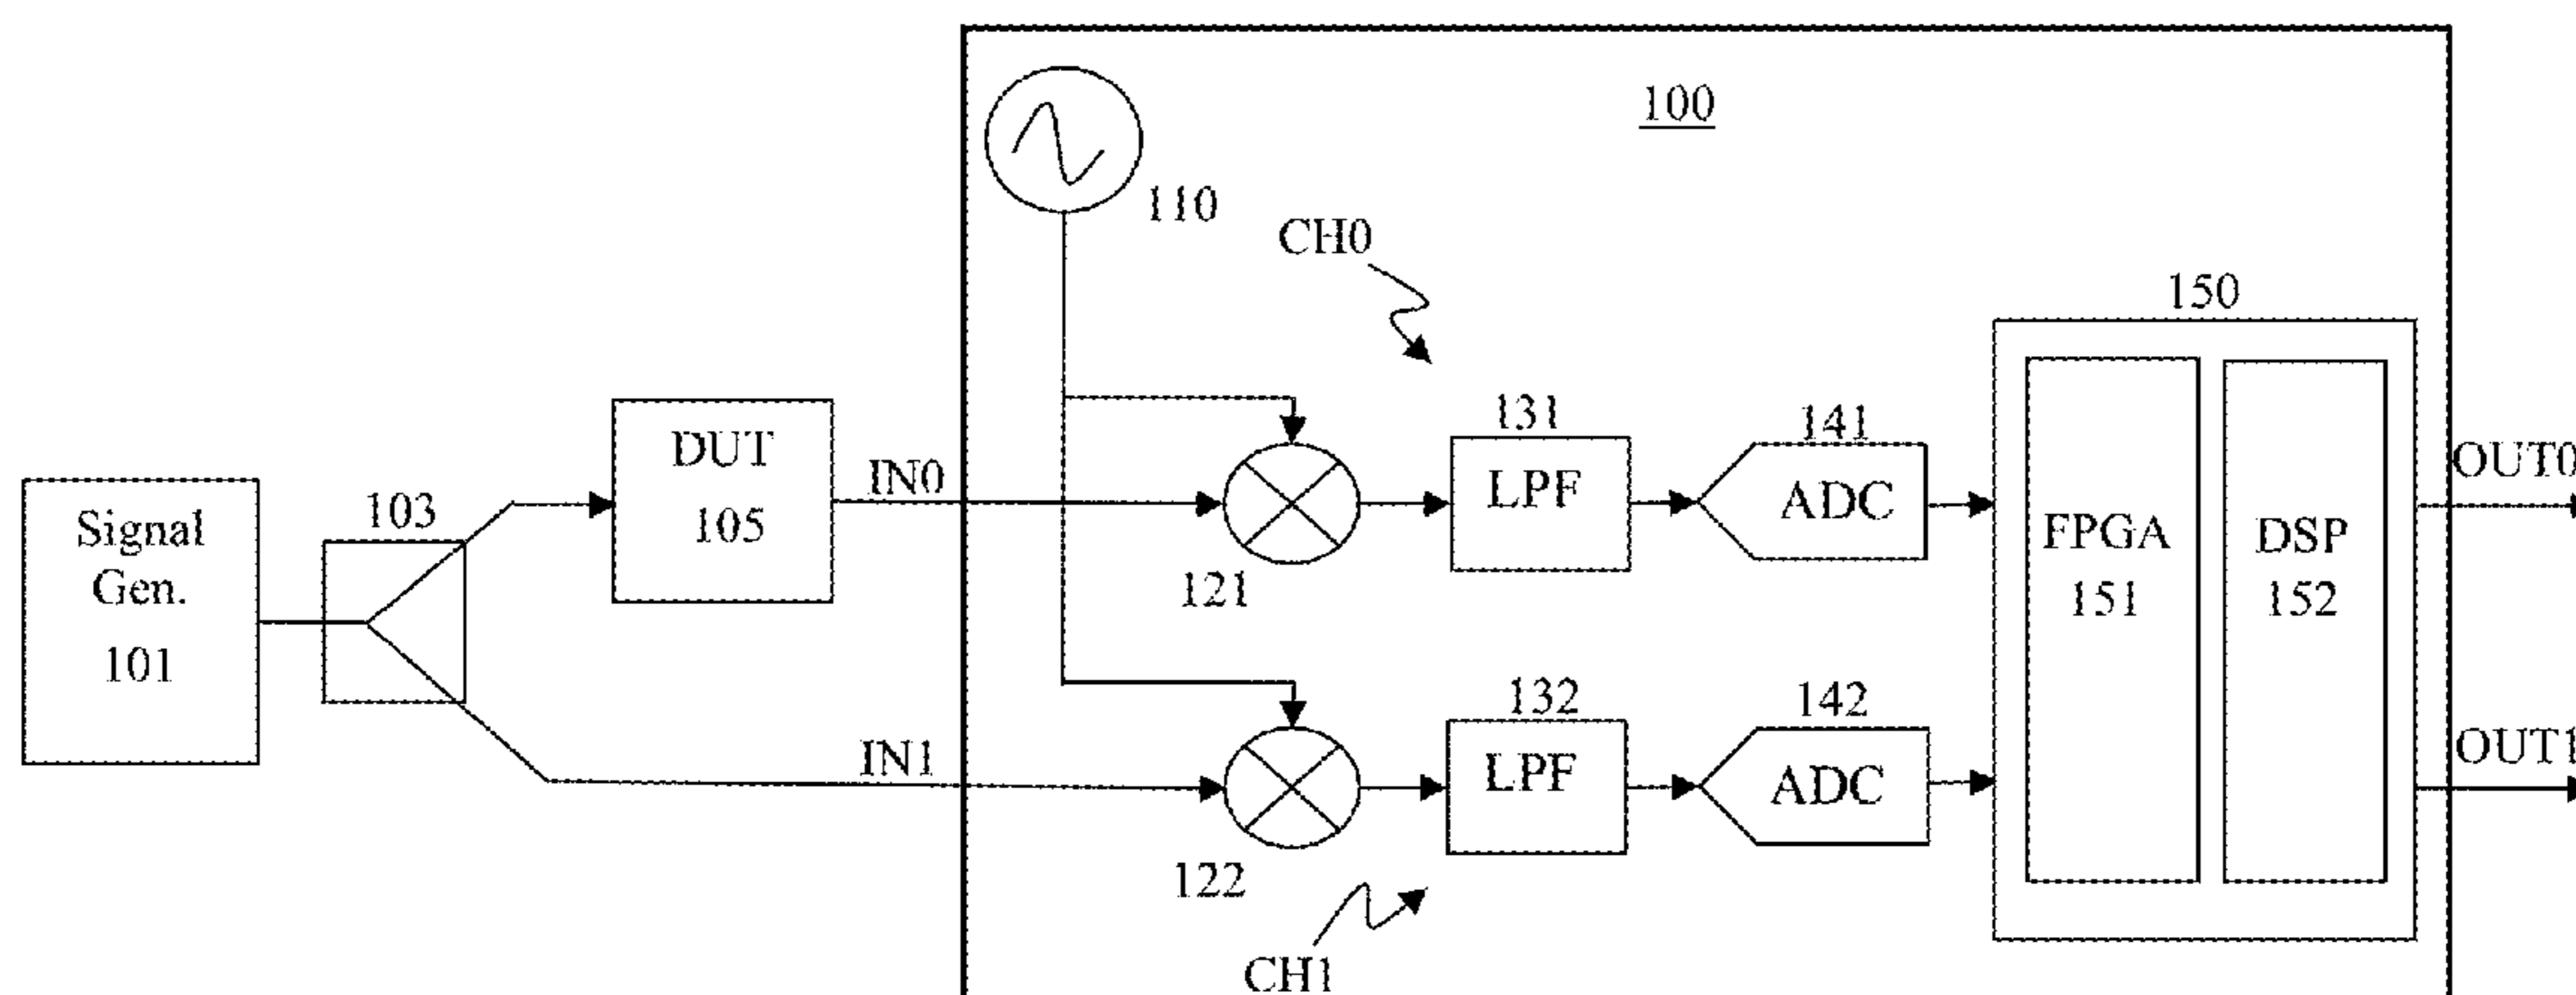 100
110
CH0
150
131
141
DUT
105
IN0
LPF
ADC
OUT0
Signal
Gen.
101
103
121
FPGA
151
DSP
152
132
142
IN1
LPF
ADC
OUT1
122
CH1